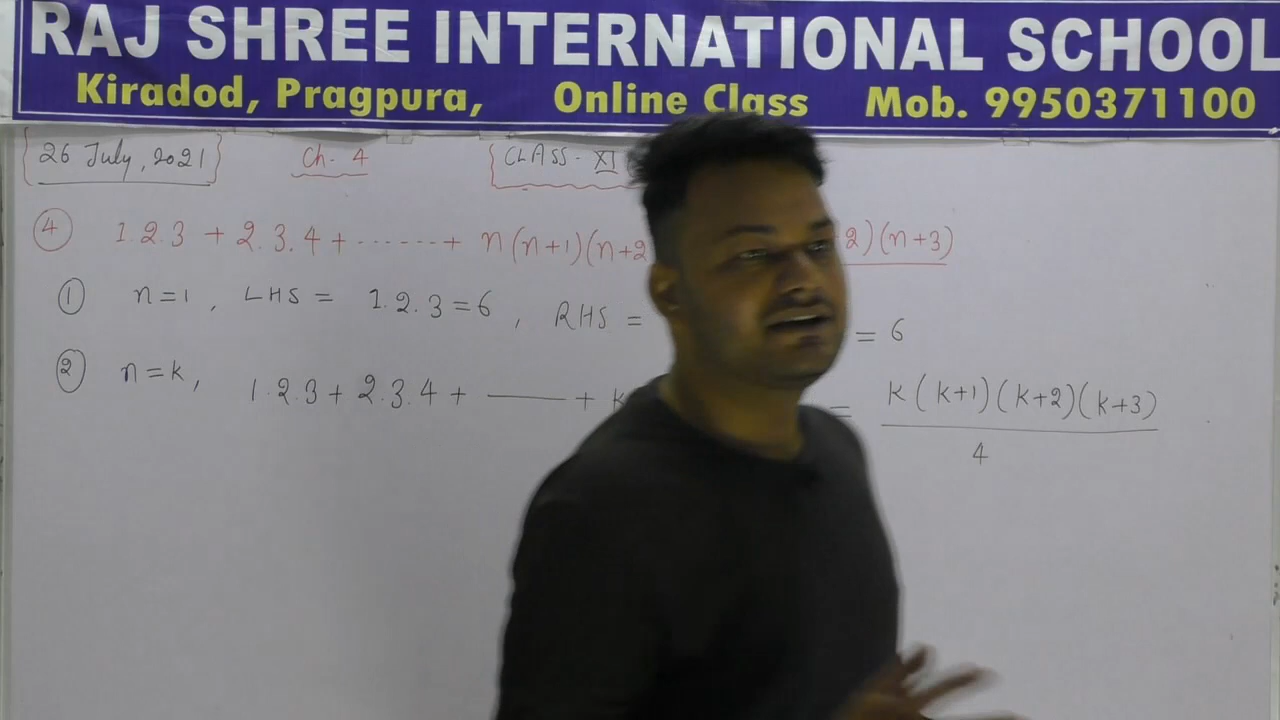 RAJ SHREE INTERNATIONAL SCHOOL
Kiradod, Pragpura, Online Class Mob. 9950371100
26 July, 2021 Ch. 4 CLASS - XI
4 1.2.3 + 2.3.4 + ------ + n(n+1)(n+2 2)(n+3)
1 n=1, LHS = 1.2.3 = 6, RHS = = 6
2 n=k, 1.2.3 + 2.3.4 + —— + k = k(k+1)(k+2)(k+3)
4